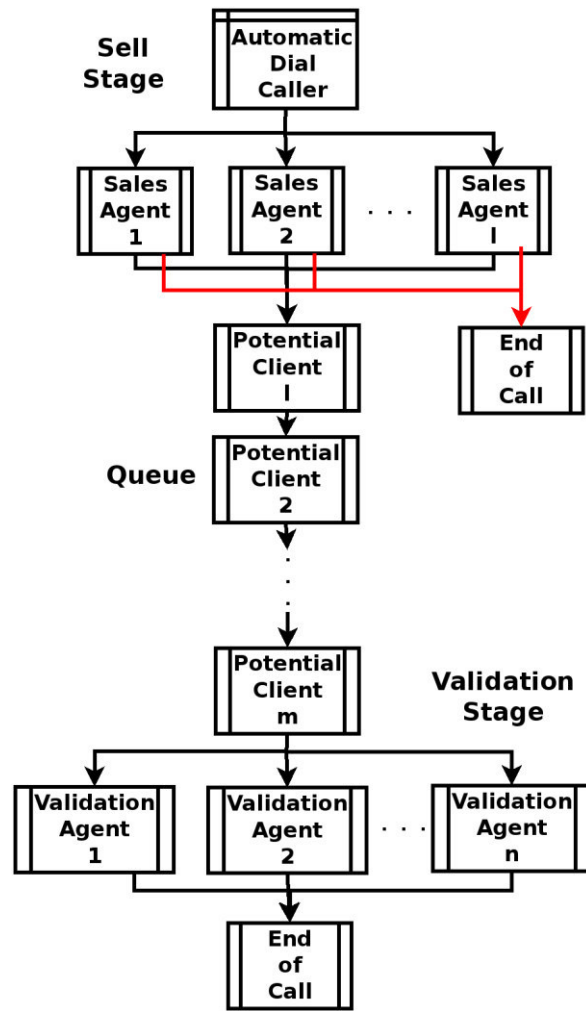 Sell
Stage
Automatic
Dial
Caller
Sales
Agent
1
Sales
Agent
2
. . .
Sales
Agent
l
Potential
Client
l
End
of
Call
Queue
Potential
Client
2
.
.
.
Potential
Client
m
Validation
Stage
Validation
Agent
1
Validation
Agent
2
. . .
Validation
Agent
n
End
of
Call